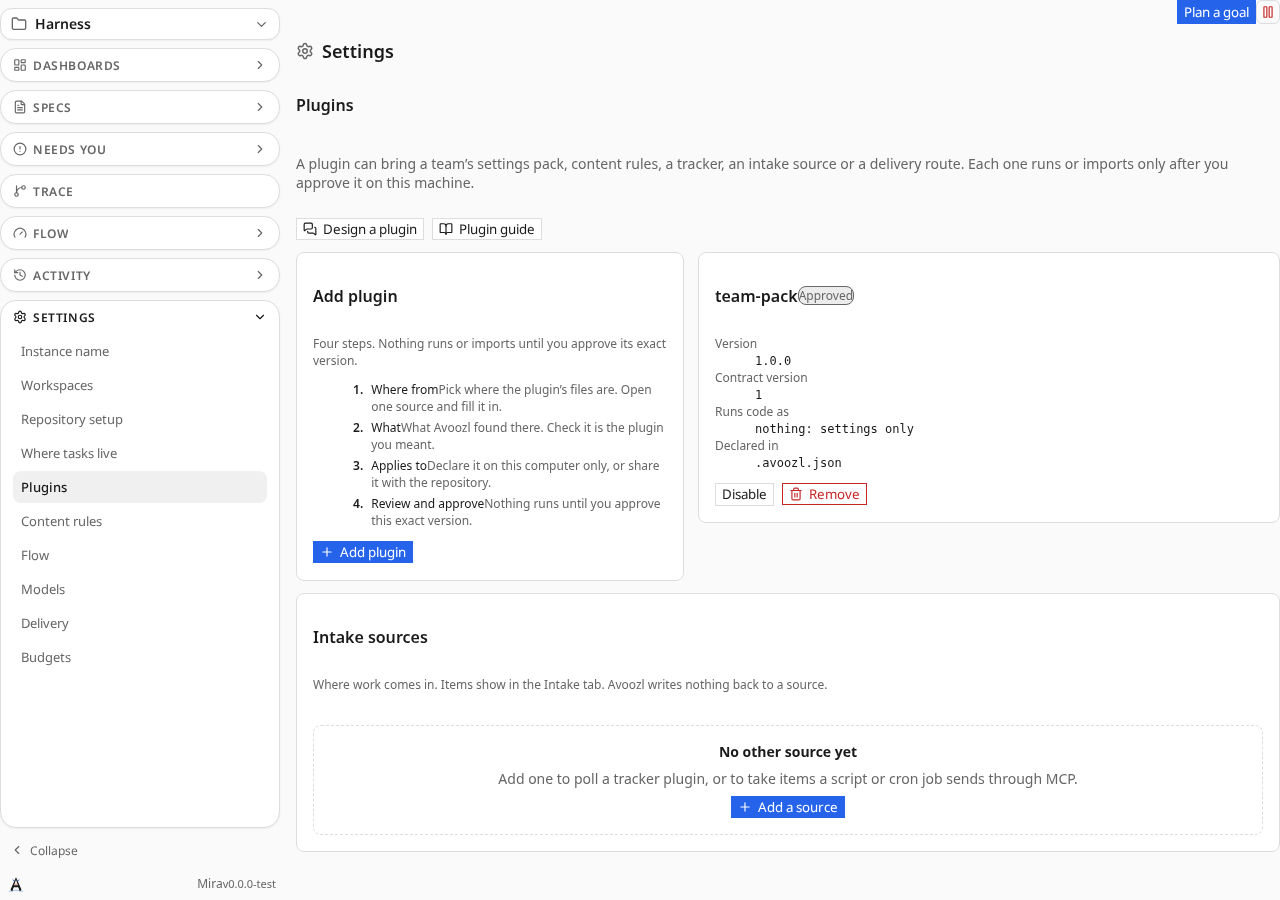 Harness
DASHBOARDS
SPECS
NEEDS YOU
TRACE
FLOW
ACTIVITY
SETTINGS
Instance name
Workspaces
Repository setup
Where tasks live
Plugins
Content rules
Flow
Models
Delivery
Budgets
Collapse
Mirav0.0.0-test
Plan a goal
Settings
Plugins
A plugin can bring a team’s settings pack, content rules, a tracker, an intake source or a delivery route. Each one runs or imports only after you
approve it on this machine.
Design a plugin
Plugin guide
Add plugin
Four steps. Nothing runs or imports until you approve its exact
version.
1. Where fromPick where the plugin’s files are. Open
one source and fill it in.
2. WhatWhat Avoozl found there. Check it is the plugin
you meant.
3. Applies toDeclare it on this computer only, or share
it with the repository.
4. Review and approveNothing runs until you approve
this exact version.
Add plugin
team-packApproved
Version
1.0.0
Contract version
1
Runs code as
nothing: settings only
Declared in
.avoozl.json
Disable
Remove
Intake sources
Where work comes in. Items show in the Intake tab. Avoozl writes nothing back to a source.
No other source yet
Add one to poll a tracker plugin, or to take items a script or cron job sends through MCP.
Add a source